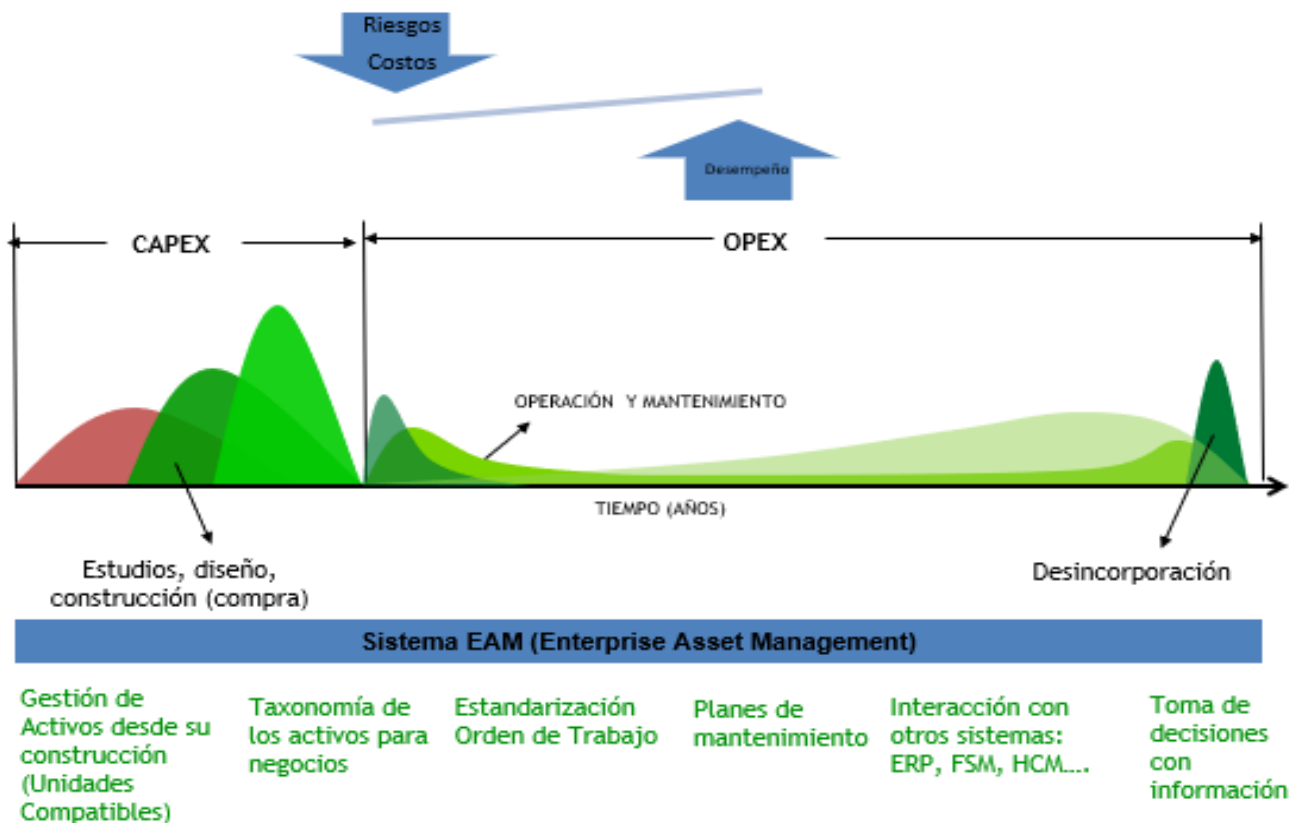 Riesgos
Costos
Desempeño
CAPEX
OPEX
OPERACIÓN Y MANTENIMIENTO
TIEMPO (AÑOS)
Estudios, diseño,
construcción (compra)
Desincorporación
Sistema EAM (Enterprise Asset Management)
Gestión de
Activos desde su
construcción
(Unidades
Compatibles)
Taxonomía de
los activos para
negocios
Estandarización
Orden de Trabajo
Planes de
mantenimiento
Interacción con
otros sistemas:
ERP, FSM, HCM….
Toma de
decisiones
con
información